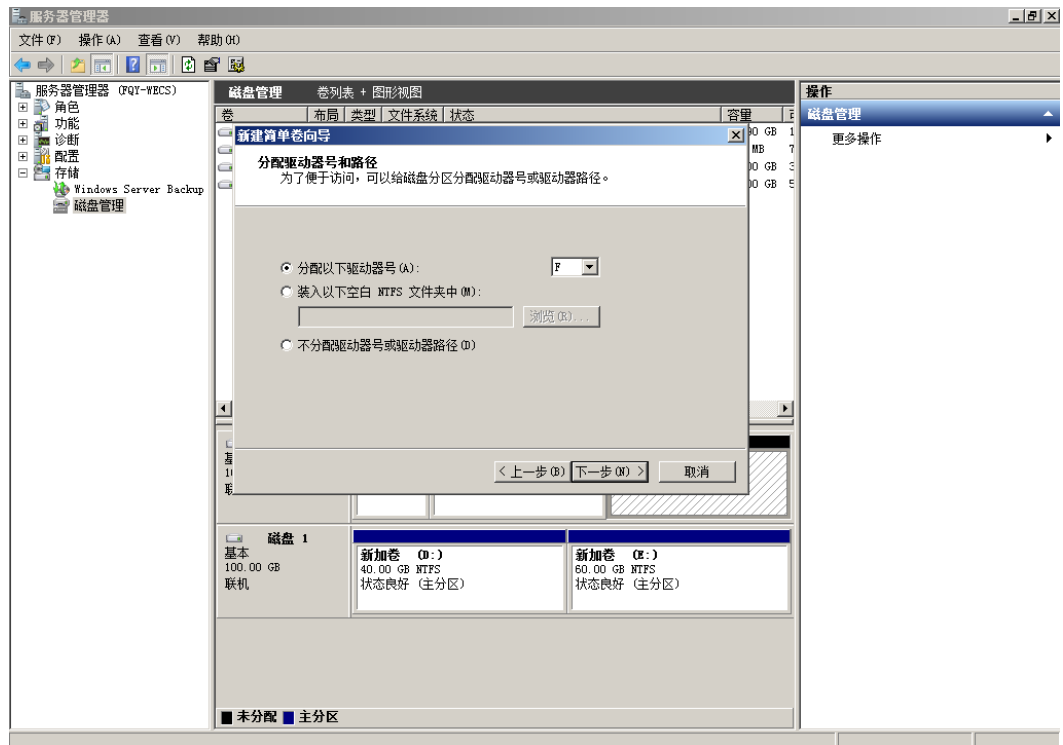 服务器管理器
文件(F) 操作(A) 查看(V) 帮助(H)
服务器管理器 (FQY-WECS)
角色
功能
诊断
配置
存储
Windows Server Backup
磁盘管理
磁盘管理 卷列表 + 图形视图
卷 布局 类型 文件系统 状态 容量
新建简单卷向导
分配驱动器号和路径
为了便于访问，可以给磁盘分区分配驱动器号或驱动器路径。
分配以下驱动器号(A): F
装入以下空白 NTFS 文件夹中(M):
浏览(R)...
不分配驱动器号或驱动器路径(D)
<上一步(B) 下一步(N) > 取消
磁盘 1
基本
100.00 GB
联机
新加卷 (D:)
40.00 GB NTFS
状态良好 (主分区)
新加卷 (E:)
60.00 GB NTFS
状态良好 (主分区)
未分配 主分区
操作
磁盘管理
更多操作